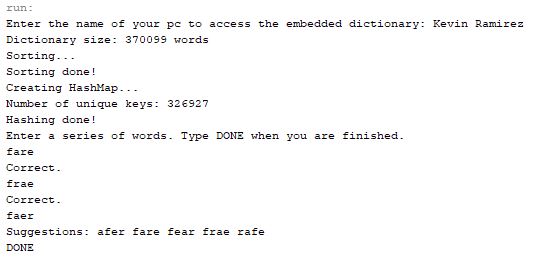 run:
Enter the name of your pc to access the embedded dictionary: Kevin Ramirez
Dictionary size: 370099 words
Sorting...
Sorting done!
Creating HashMap...
Number of unique keys: 326927
Hashing done!
Enter a series of words. Type DONE when you are finished.
fare
Correct.
frae
Correct.
faer
Suggestions: afer fare fear frae rafe
DONE